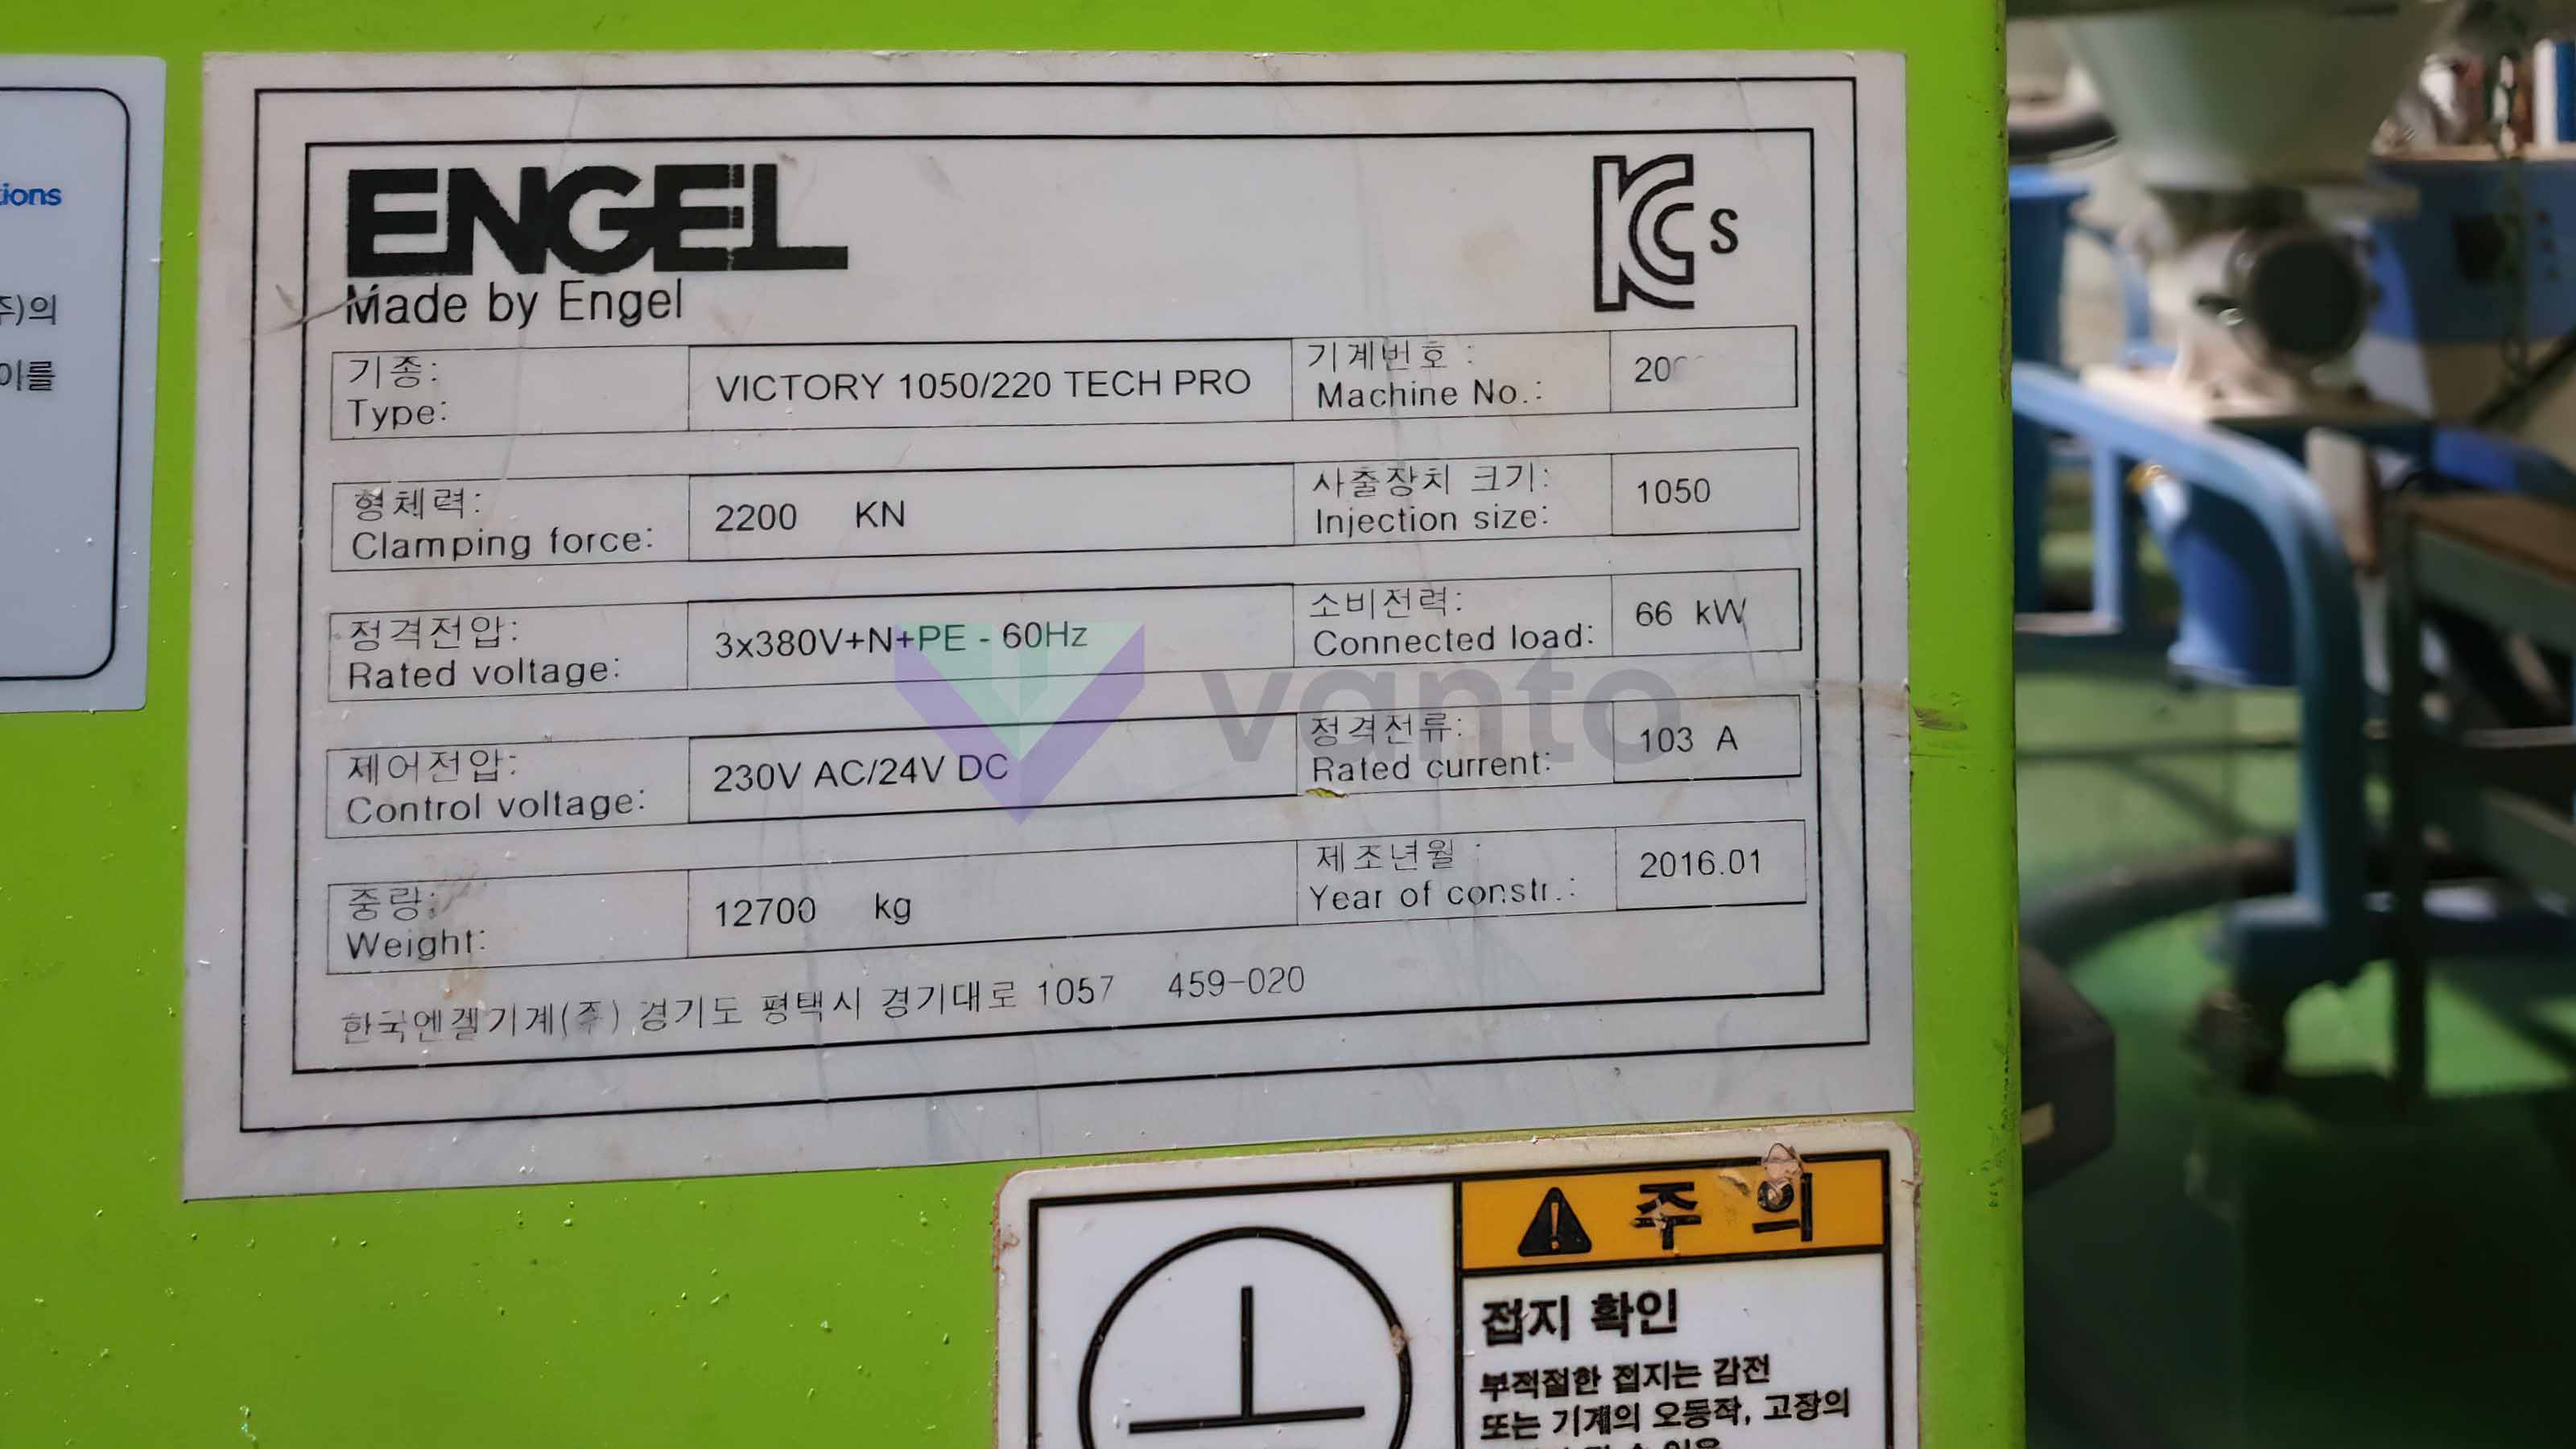 ions
주)의
이를
ENGEL
Made by Engel
KCs
기종:
Type:
VICTORY 1050/220 TECH PRO
기계번호 :
Machine No.:
20
형체력:
Clamping force:
2200 KN
사출장치 크기:
Injection size:
1050
정격전압:
Rated voltage:
3x380V+N+PE - 60Hz
소비전력:
Connected load:
66 kW
제어전압:
Control voltage:
230V AC/24V DC
정격전류:
Rated current:
103 A
중량:
Weight:
12700 kg
제조년월 :
Year of constr.:
2016.01
한국엔겔기계(주) 경기도 평택시 경기대로 1057 459-020
vanto
주 의
접지 확인
부적절한 접지는 감전
또는 기계의 오동작, 고장의